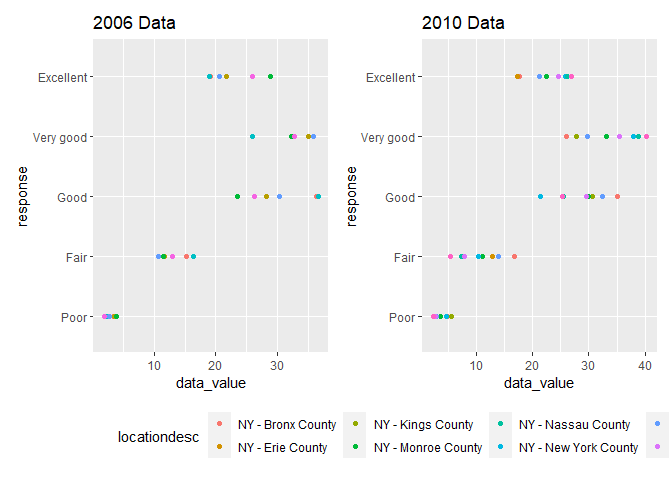 2006 Data
2010 Data
response
Excellent
Very good
Good
Fair
Poor
10
20
30
data_value
response
Excellent
Very good
Good
Fair
Poor
10
20
30
40
data_value
locationdesc
NY - Bronx County
NY - Kings County
NY - Nassau County
NY - Erie County
NY - Monroe County
NY - New York County